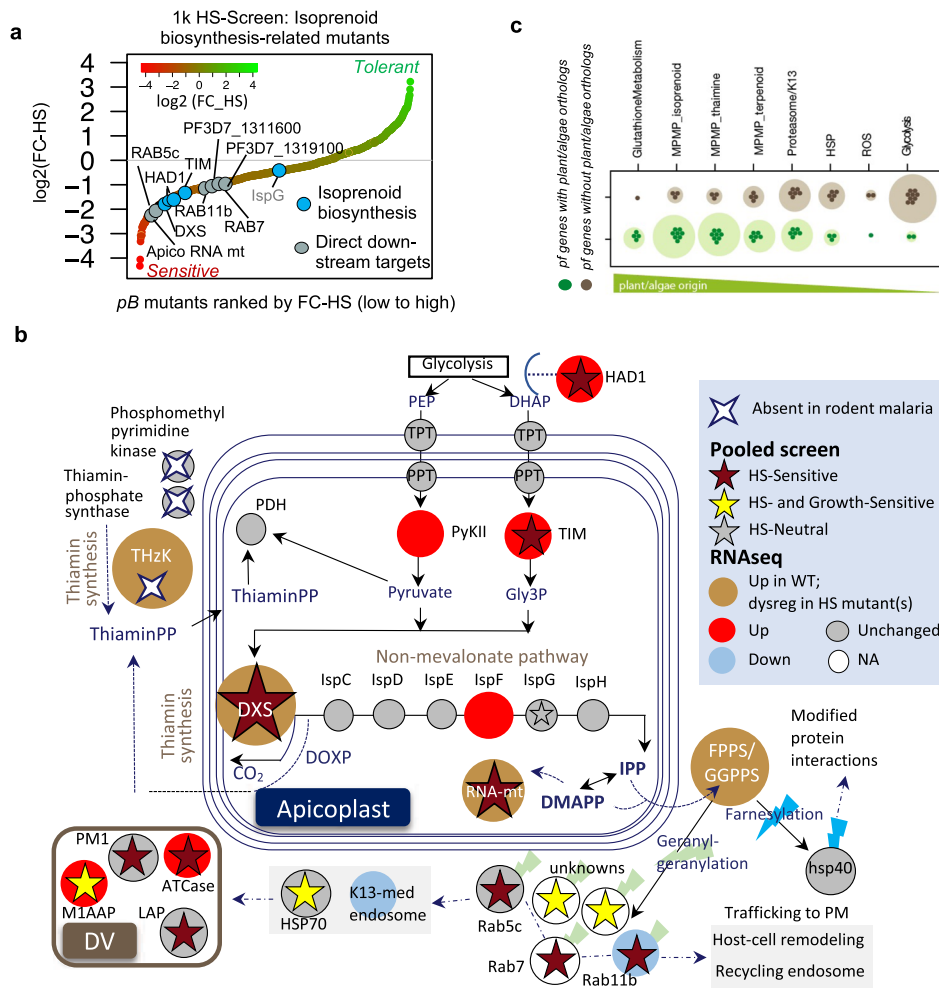 a
1k HS-Screen: Isoprenoid
biosynthesis-related mutants
log2(FC-HS)
4
3
2
1
0
−1
−2
−3
−4
−4 −2 0 2 4
log2 (FC_HS)
Tolerant
PF3D7_1311600
PF3D7_1319100
RAB5c
HAD1
TIM
IspG
RAB11b
RAB7
DXS
Apico RNA mt
Isoprenoid
biosynthesis
Direct down-
stream targets
Sensitive
pB mutants ranked by FC-HS (low to high)
c
GlutathioneMetabolism
MPMP_isoprenoid
MPMP_thaimine
MPMP_terpenoid
Proteasome/K13
HSP
ROS
Glycolysis
pf genes with plant/algae orthologs
pf genes without plant/algae orthologs
plant/algae origin
b
Glycolysis
HAD1
PEP
DHAP
TPT
TPT
PPT
PPT
Phosphomethyl
pyrimidine
kinase
Thiamin-
phosphate
synthase
Thiamin
synthesis
THzK
ThiaminPP
PDH
ThiaminPP
PyKII
TIM
Pyruvate
Gly3P
Non-mevalonate pathway
Thiamin
synthesis
DXS
IspC
IspD
IspE
IspF
IspG
IspH
DOXP
CO2
RNA-mt
IPP
DMAPP
Apicoplast
FPPS/
GGPPS
Modified
protein
interactions
Farnesylation
Geranyl-
geranylation
hsp40
Absent in rodent malaria
Pooled screen
HS-Sensitive
HS- and Growth-Sensitive
HS-Neutral
RNAseq
Up in WT;
dysreg in HS mutant(s)
Up
Unchanged
Down
NA
PM1
ATCase
M1AAP
LAP
DV
HSP70
K13-med
endosome
Rab5c
unknowns
Rab7
Rab11b
Trafficking to PM
Host-cell remodeling
Recycling endosome